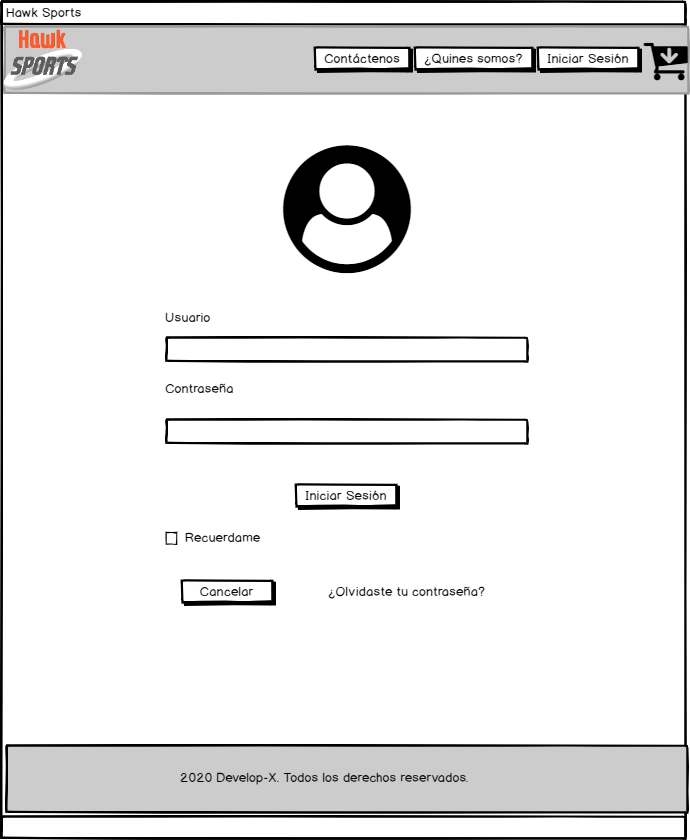 Hawk Sports
Hawk
SPORTS
Contáctenos ¿Quines somos? Iniciar Sesión
Usuario
Contraseña
Iniciar Sesión
Recuerdame
Cancelar ¿Olvidaste tu contraseña?
2020 Develop-X. Todos los derechos reservados.